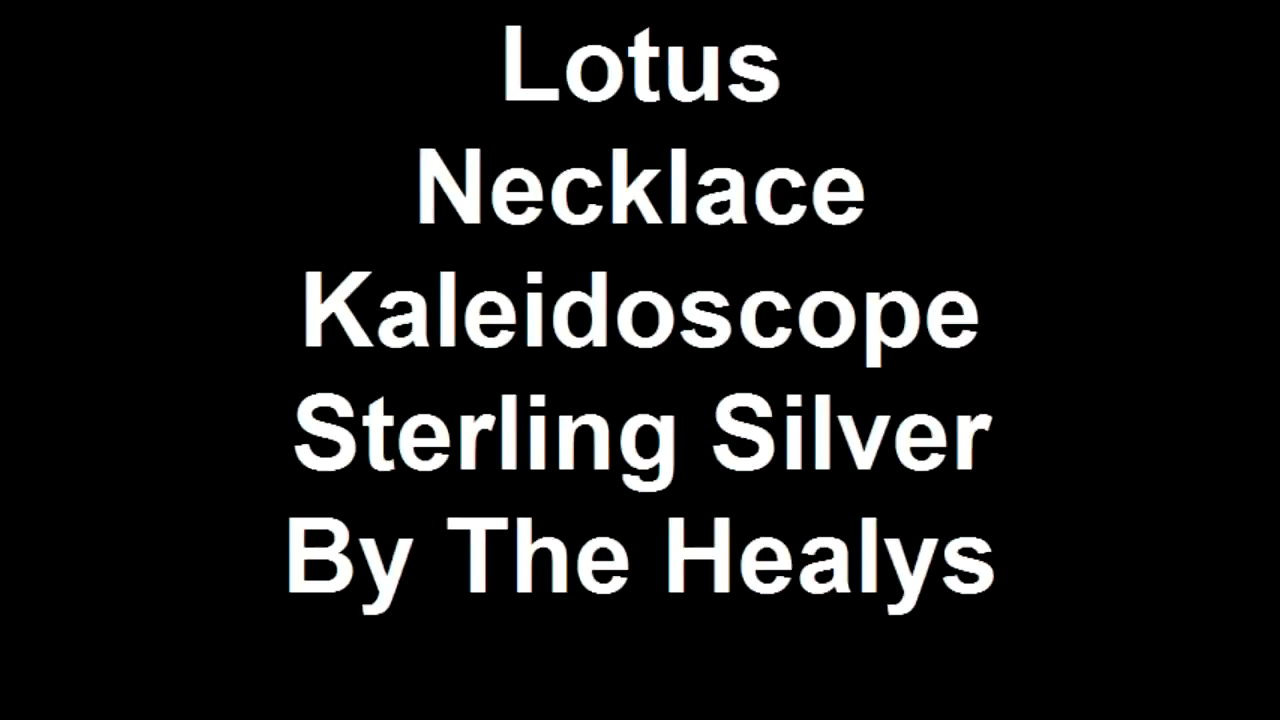 Lotus
Necklace
Kaleidoscope
Sterling Silver
By The Healys